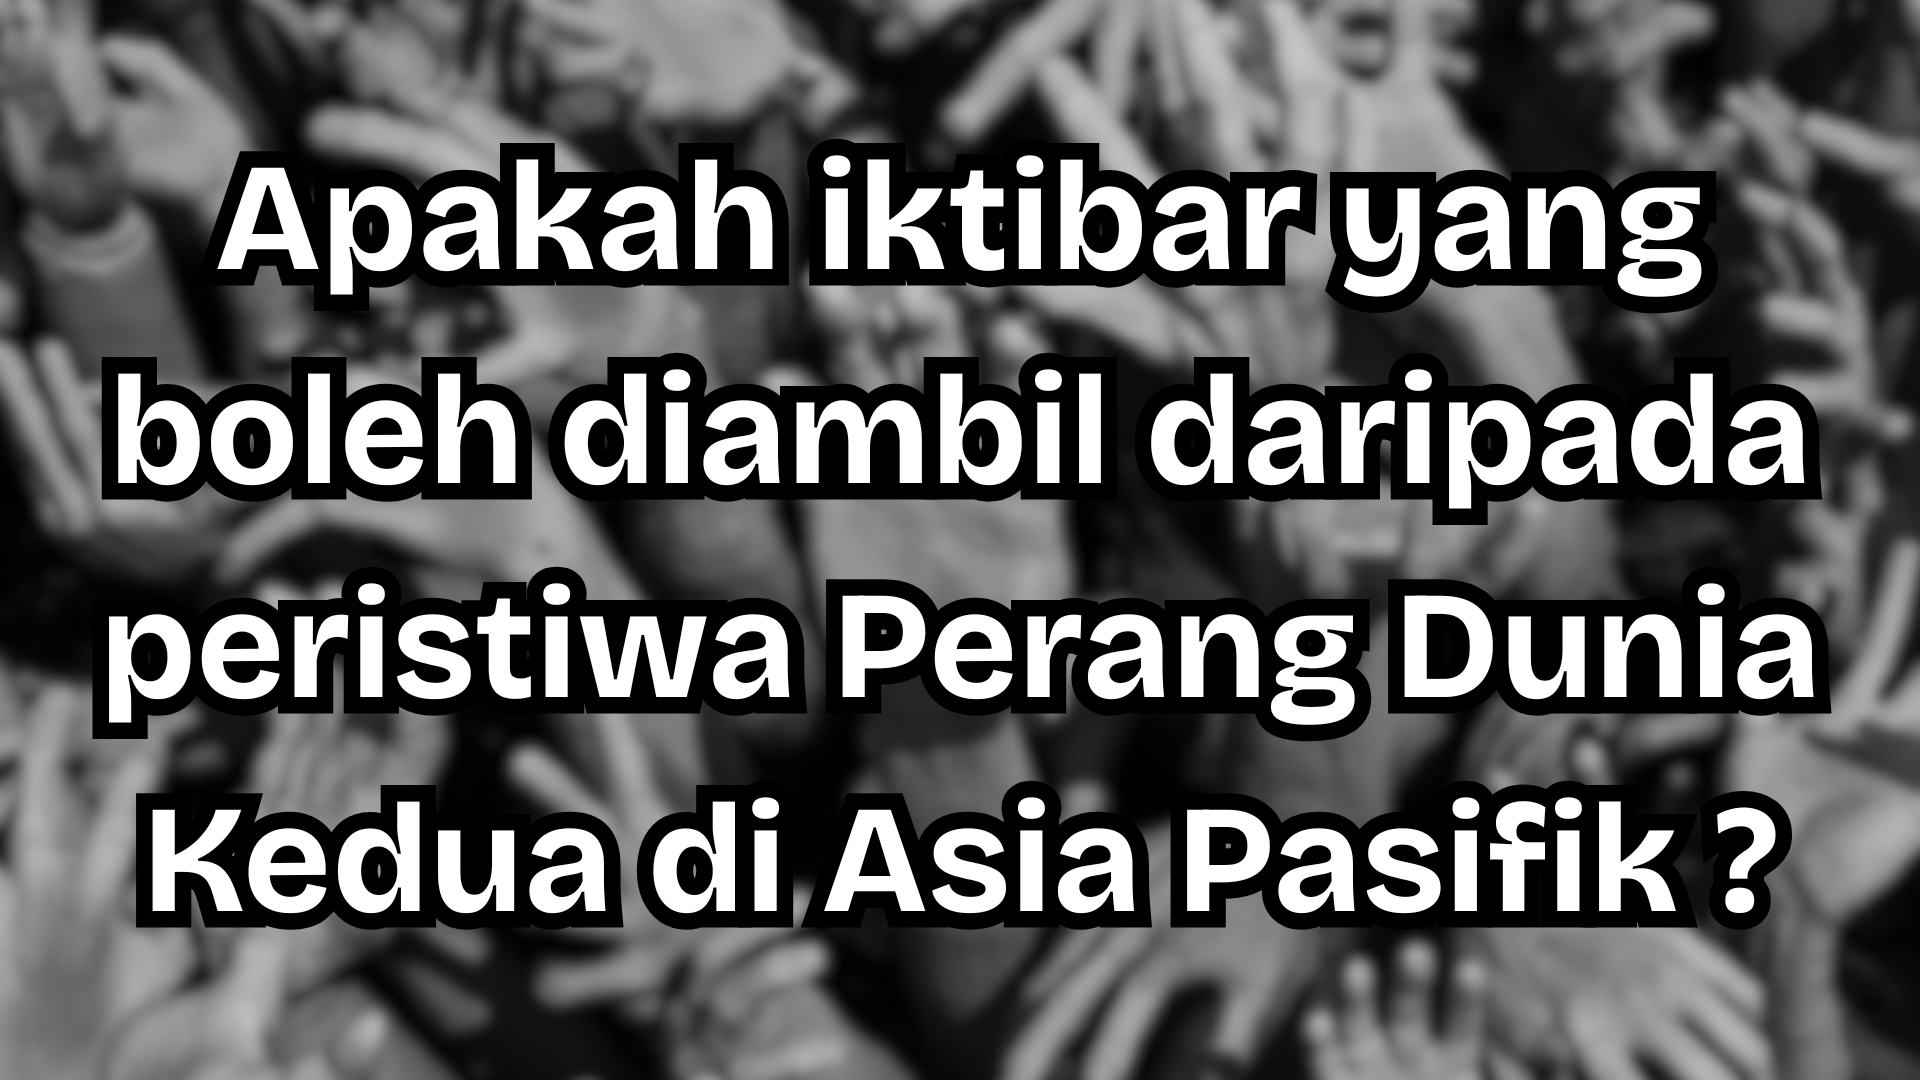 Apakah iktibar yang
boleh diambil daripada
peristiwa Perang Dunia
Kedua di Asia Pasifik ?